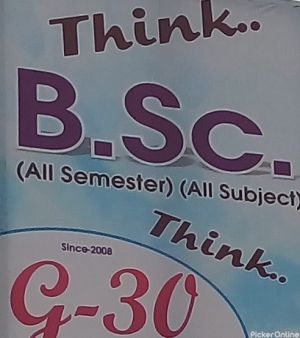 Think..
B.Sc.
(All Semester) (All Subject)
Think..
Since-2008
G-30
PickerOnline